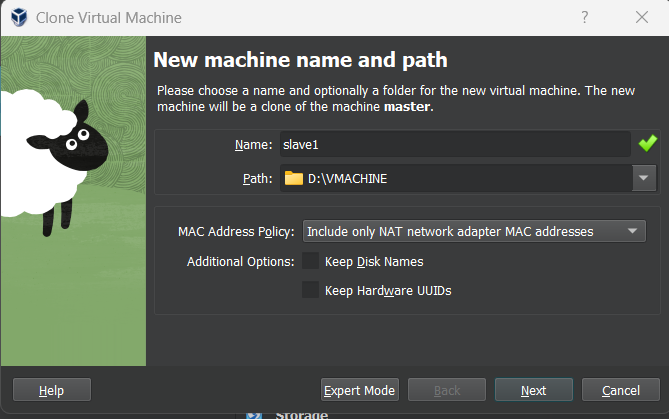 Clone Virtual Machine
?
New machine name and path
Please choose a name and optionally a folder for the new virtual machine. The new
machine will be a clone of the machine master.
Name: slave1
Path: D:\VMACHINE
MAC Address Policy: Include only NAT network adapter MAC addresses
Additional Options: Keep Disk Names
Keep Hardware UUIDs
Help Expert Mode Back Next Cancel
Storage